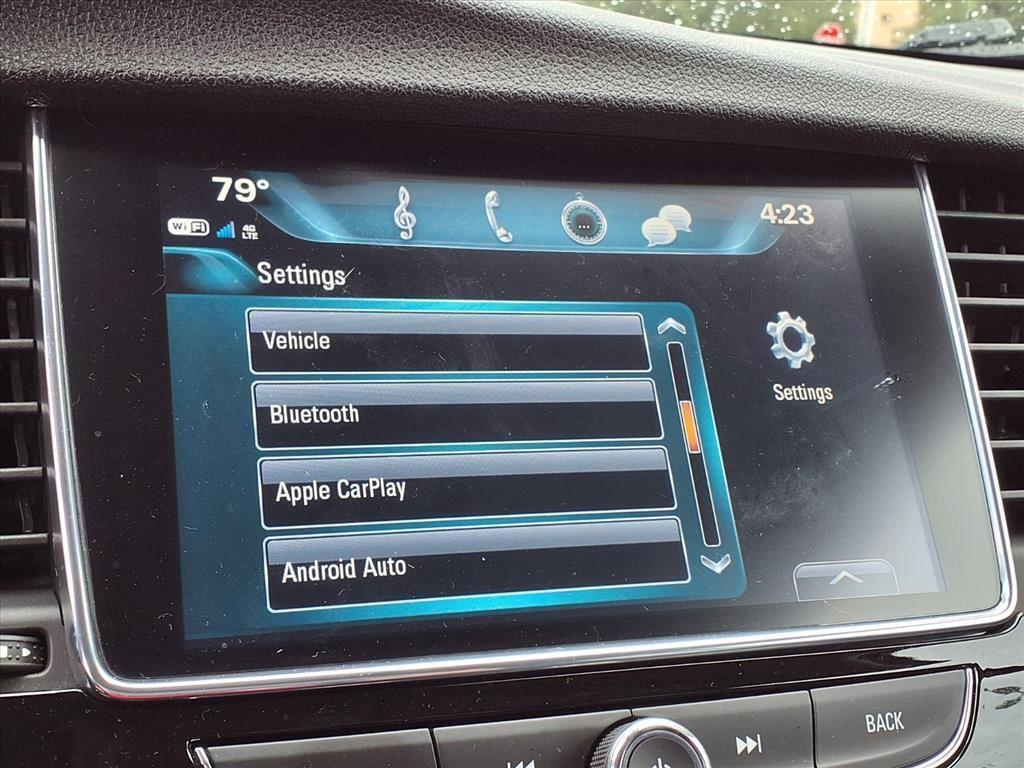 79°
4:23
WiFi 4G
LTE
Settings
Vehicle
Bluetooth
Apple CarPlay
Android Auto
Settings
BACK